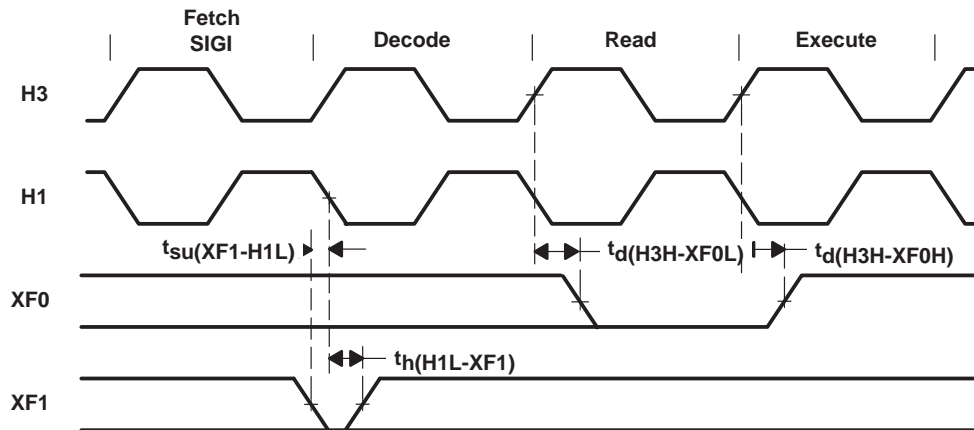 Fetch
SIGI
Decode
Read
Execute
H3
H1
tsu(XF1-H1L)
td(H3H-XF0L)
td(H3H-XF0H)
XF0
th(H1L-XF1)
XF1